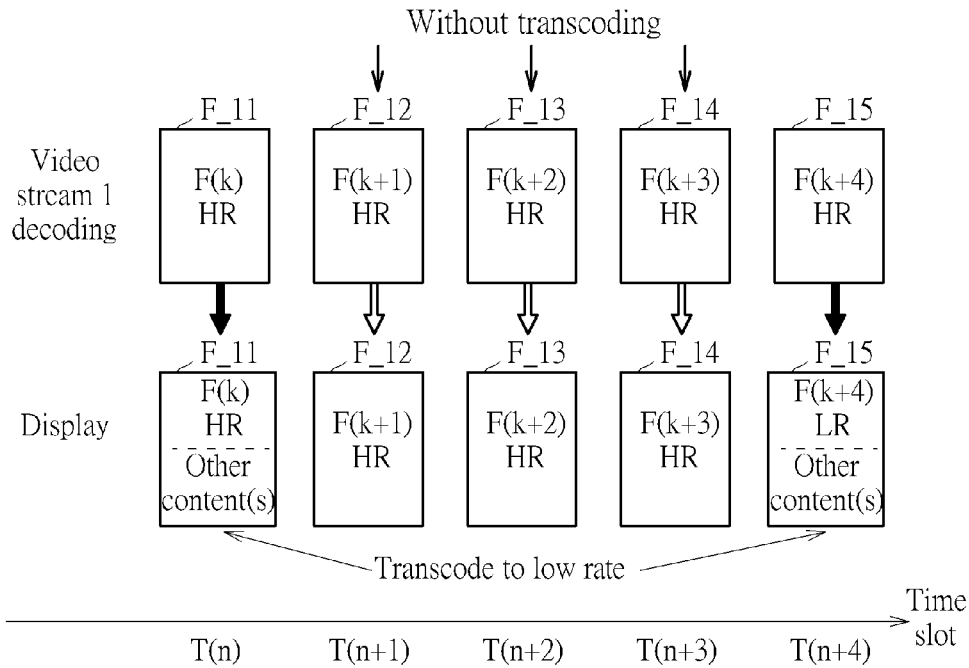 Without transcoding
F_11 F_12 F_13 F_14 F_15
Video
stream 1
decoding
F(k)
HR
F(k+1)
HR
F(k+2)
HR
F(k+3)
HR
F(k+4)
HR
F_11 F_12 F_13 F_14 F_15
Display
F(k)
HR
Other
content(s)
F(k+1)
HR
F(k+2)
HR
F(k+3)
HR
F(k+4)
LR
Other
content(s)
Transcode to low rate
Time
slot
T(n) T(n+1) T(n+2) T(n+3) T(n+4)